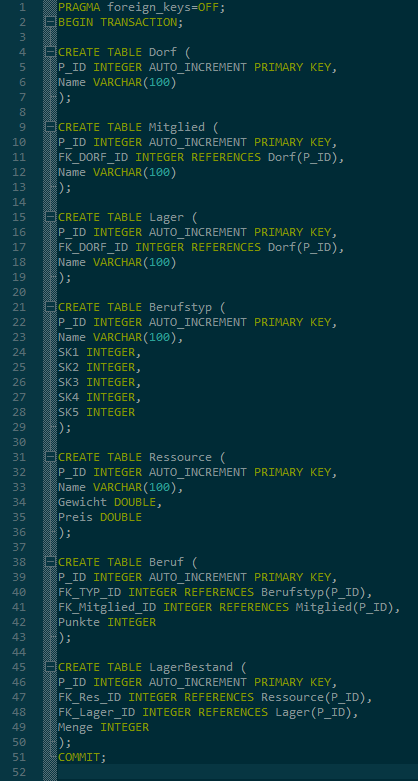 1 PRAGMA foreign_keys=OFF;
2 BEGIN TRANSACTION;
3
4 CREATE TABLE Dorf (
5 P_ID INTEGER AUTO_INCREMENT PRIMARY KEY,
6 Name VARCHAR(100)
7 );
8
9 CREATE TABLE Mitglied (
10 P_ID INTEGER AUTO_INCREMENT PRIMARY KEY,
11 FK_DORF_ID INTEGER REFERENCES Dorf(P_ID),
12 Name VARCHAR(100)
13 );
14
15 CREATE TABLE Lager (
16 P_ID INTEGER AUTO_INCREMENT PRIMARY KEY,
17 FK_DORF_ID INTEGER REFERENCES Dorf(P_ID),
18 Name VARCHAR(100)
19 );
20
21 CREATE TABLE Berufstyp (
22 P_ID INTEGER AUTO_INCREMENT PRIMARY KEY,
23 Name VARCHAR(100),
24 SK1 INTEGER,
25 SK2 INTEGER,
26 SK3 INTEGER,
27 SK4 INTEGER,
28 SK5 INTEGER
29 );
30
31 CREATE TABLE Ressource (
32 P_ID INTEGER AUTO_INCREMENT PRIMARY KEY,
33 Name VARCHAR(100),
34 Gewicht DOUBLE,
35 Preis DOUBLE
36 );
37
38 CREATE TABLE Beruf (
39 P_ID INTEGER AUTO_INCREMENT PRIMARY KEY,
40 FK_TYP_ID INTEGER REFERENCES Berufstyp(P_ID),
41 FK_Mitglied_ID INTEGER REFERENCES Mitglied(P_ID),
42 Punkte INTEGER
43 );
44
45 CREATE TABLE LagerBestand (
46 P_ID INTEGER AUTO_INCREMENT PRIMARY KEY,
47 FK_Res_ID INTEGER REFERENCES Ressource(P_ID),
48 FK_Lager_ID INTEGER REFERENCES Lager(P_ID),
49 Menge INTEGER
50 );
51 COMMIT;
52